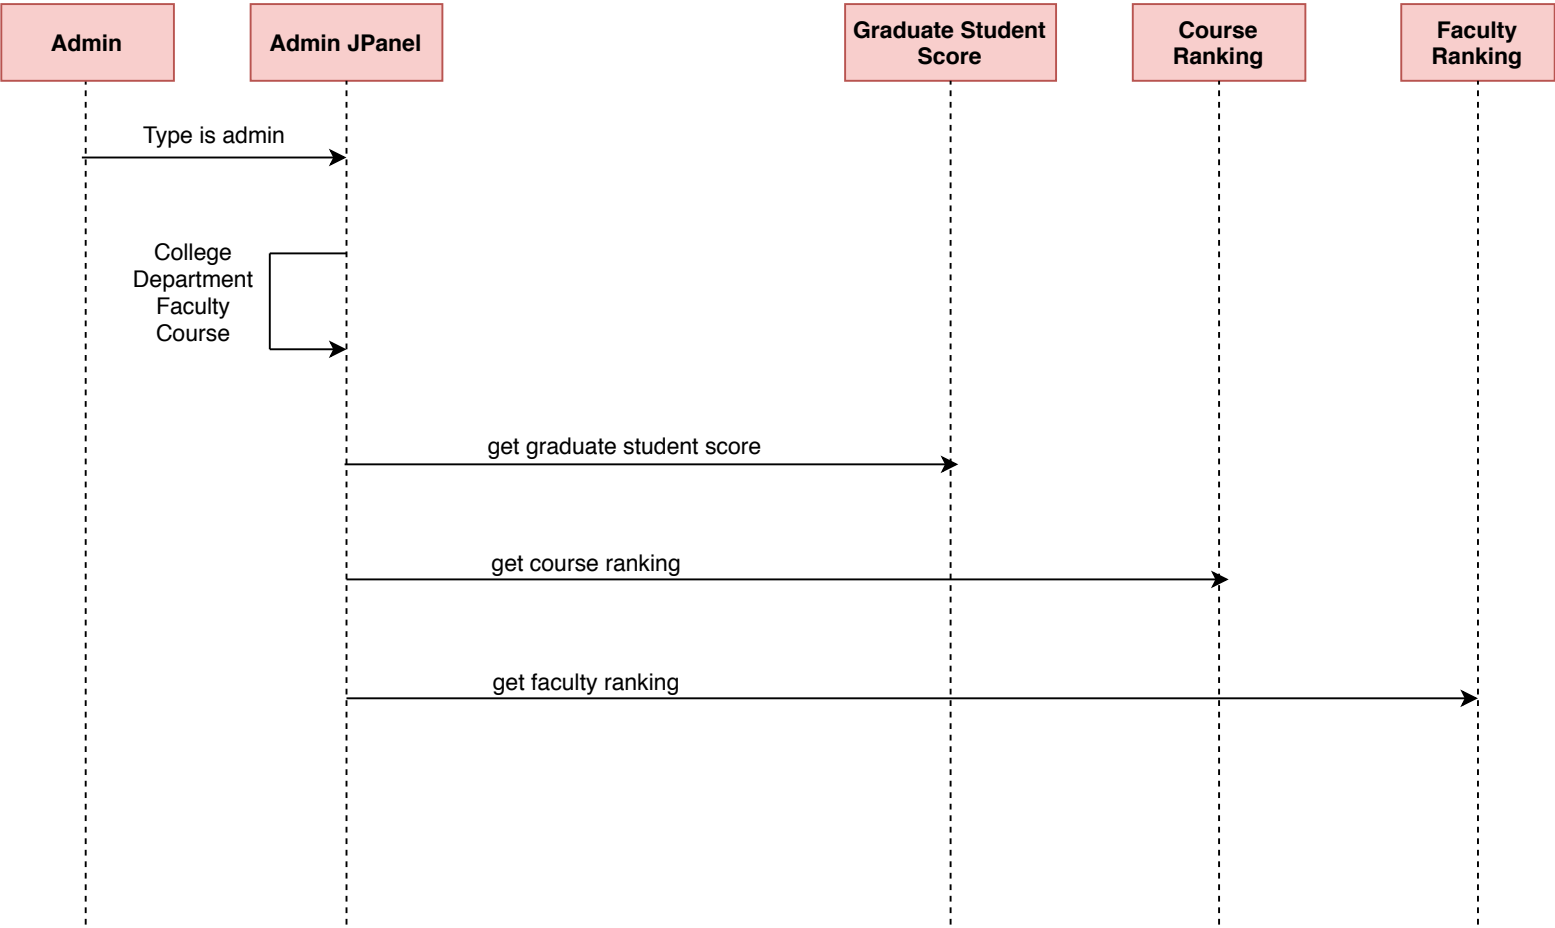 Admin
Admin JPanel
Graduate Student
Score
Course
Ranking
Faculty
Ranking
Type is admin
College
Department
Faculty
Course
get graduate student score
get course ranking
get faculty ranking